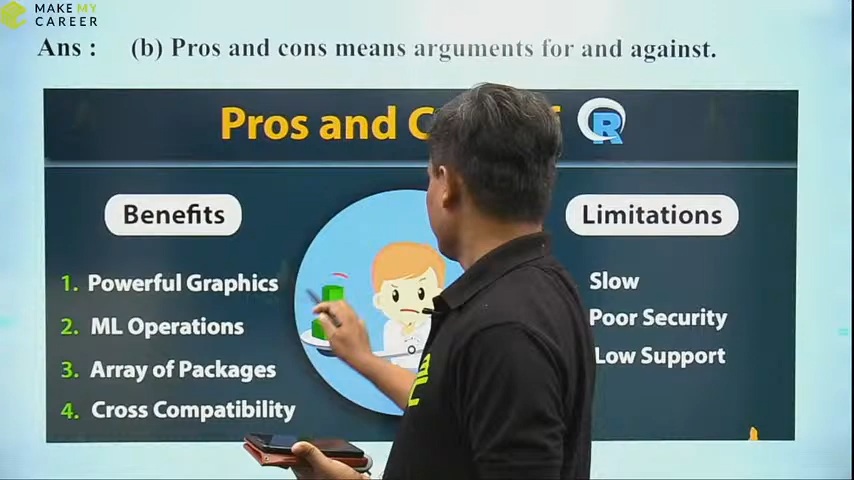 MAKE MY
CAREER
Ans : (b) Pros and cons means arguments for and against.
Pros and
R
Benefits
Limitations
1. Powerful Graphics
2. ML Operations
3. Array of Packages
4. Cross Compatibility
Slow
Poor Security
Low Support